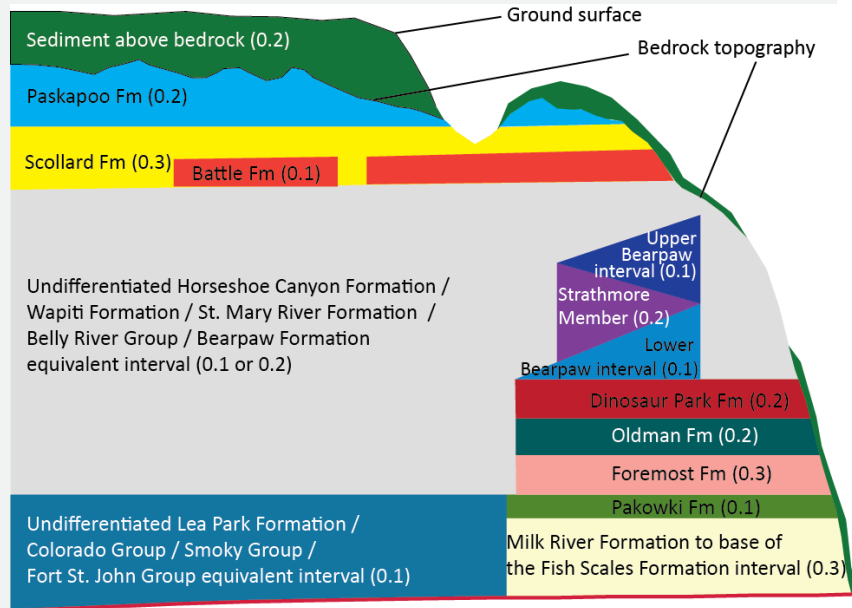 Ground surface
Sediment above bedrock (0.2)
Bedrock topography
Paskapoo Fm (0.2)
Scollard Fm (0.3)
Battle Fm (0.1)
Upper
Bearpaw
interval (0.1)
Undifferentiated Horseshoe Canyon Formation /
Wapiti Formation / St. Mary River Formation /
Belly River Group / Bearpaw Formation
equivalent interval (0.1 or 0.2)
Strathmore
Member (0.2)
Lower
Bearpaw interval (0.1)
Dinosaur Park Fm (0.2)
Oldman Fm (0.2)
Foremost Fm (0.3)
Pakowki Fm (0.1)
Undifferentiated Lea Park Formation /
Colorado Group / Smoky Group /
Fort St. John Group equivalent interval (0.1)
Milk River Formation to base of
the Fish Scales Formation interval (0.3)